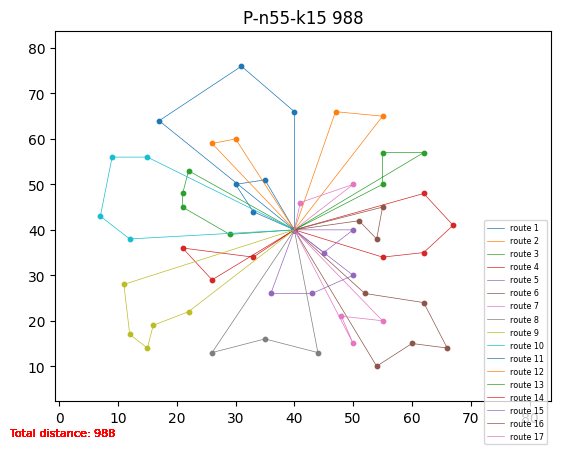 P-n55-k15 988
80
70
60
50
40
30
20
10
0 10 20 30 40 50 60 70
route 1
route 2
route 3
route 4
route 5
route 6
route 7
route 8
route 9
route 10
route 11
route 12
route 13
route 14
route 15
route 16
route 17
Total distance: